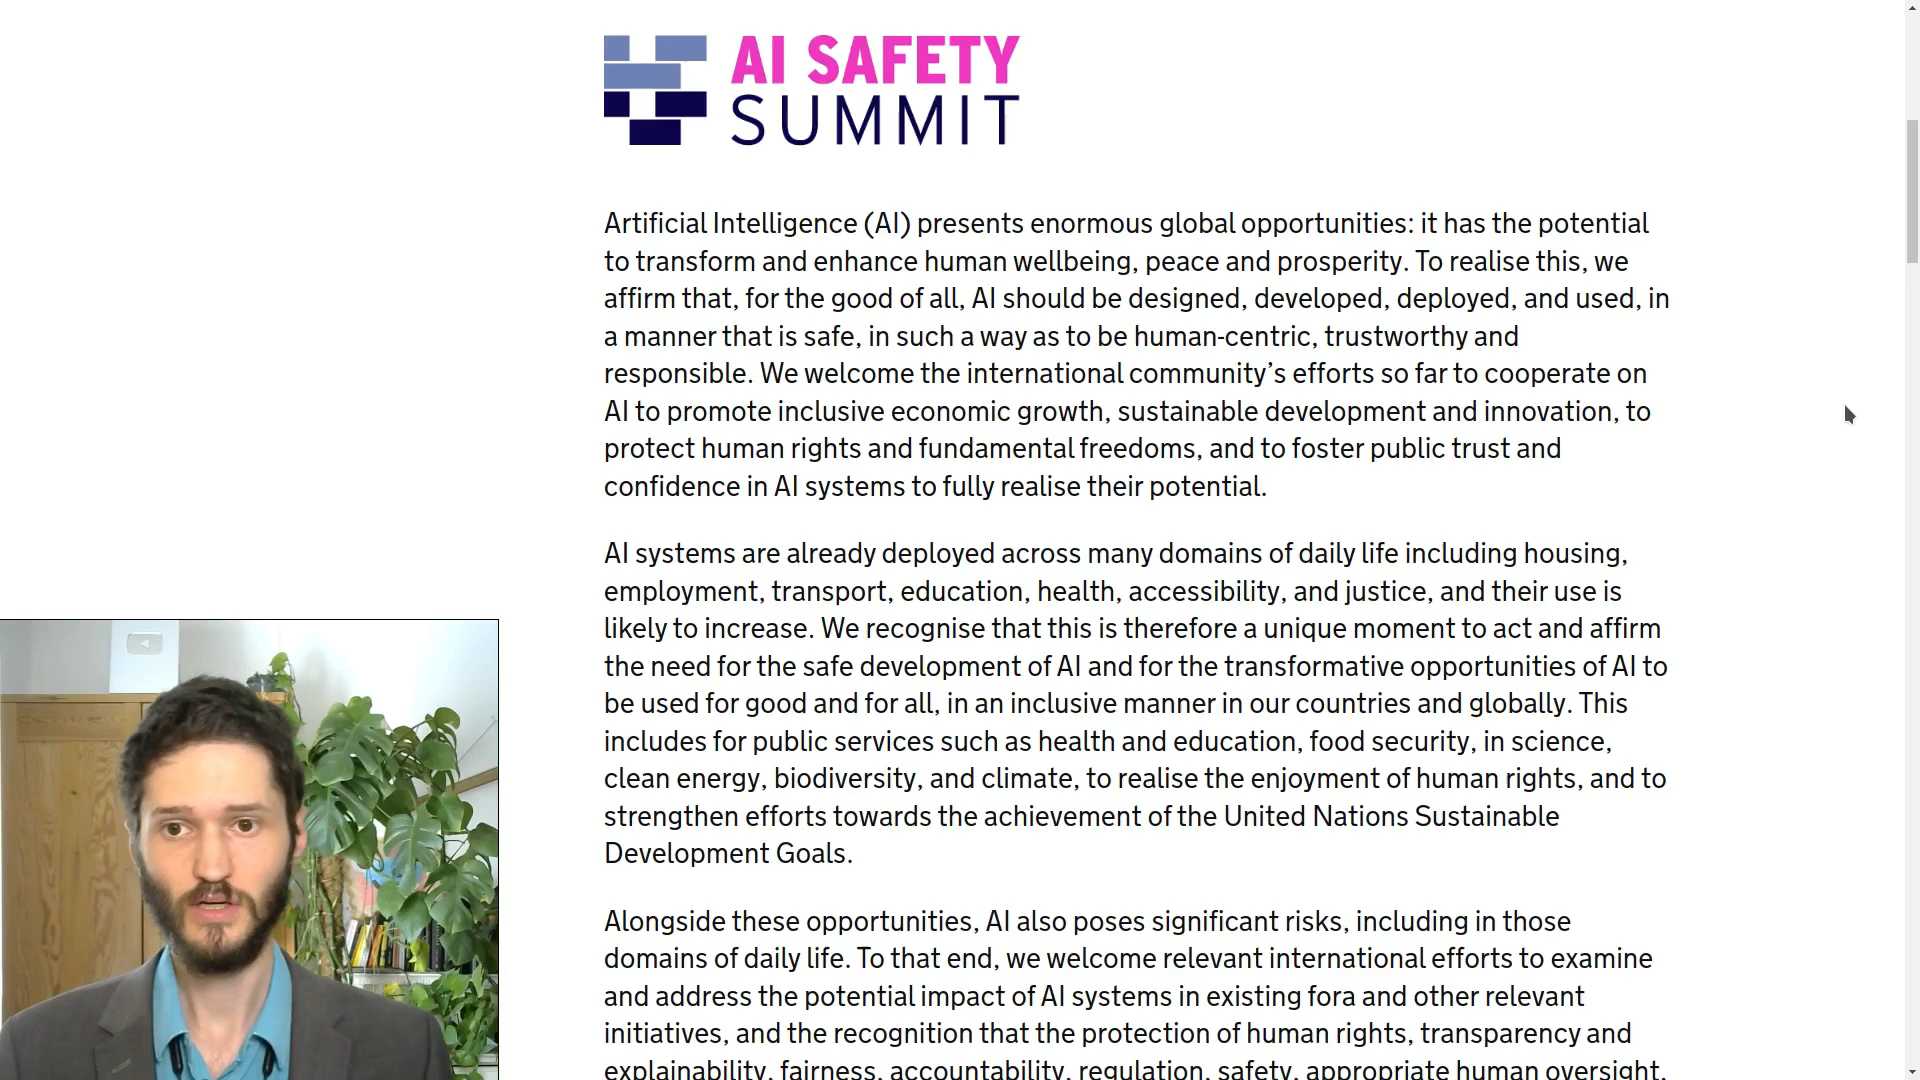 AI SAFETY
SUMMIT
Artificial Intelligence (AI) presents enormous global opportunities: it has the potential
to transform and enhance human wellbeing, peace and prosperity. To realise this, we
affirm that, for the good of all, AI should be designed, developed, deployed, and used, in
a manner that is safe, in such a way as to be human-centric, trustworthy and
responsible. We welcome the international community’s efforts so far to cooperate on
AI to promote inclusive economic growth, sustainable development and innovation, to
protect human rights and fundamental freedoms, and to foster public trust and
confidence in AI systems to fully realise their potential.
AI systems are already deployed across many domains of daily life including housing,
employment, transport, education, health, accessibility, and justice, and their use is
likely to increase. We recognise that this is therefore a unique moment to act and affirm
the need for the safe development of AI and for the transformative opportunities of AI to
be used for good and for all, in an inclusive manner in our countries and globally. This
includes for public services such as health and education, food security, in science,
clean energy, biodiversity, and climate, to realise the enjoyment of human rights, and to
strengthen efforts towards the achievement of the United Nations Sustainable
Development Goals.
Alongside these opportunities, AI also poses significant risks, including in those
domains of daily life. To that end, we welcome relevant international efforts to examine
and address the potential impact of AI systems in existing fora and other relevant
initiatives, and the recognition that the protection of human rights, transparency and
explainability, fairness, accountability, regulation, safety, appropriate human oversight,